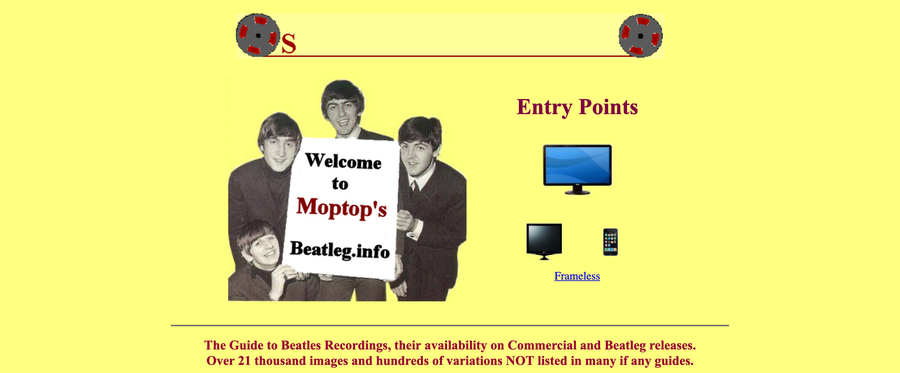 S
Entry Points
Welcome
to
Moptop's
Beatleg.info
Frameless
The Guide to Beatles Recordings, their availability on Commercial and Beatleg releases.
Over 21 thousand images and hundreds of variations NOT listed in many if any guides.